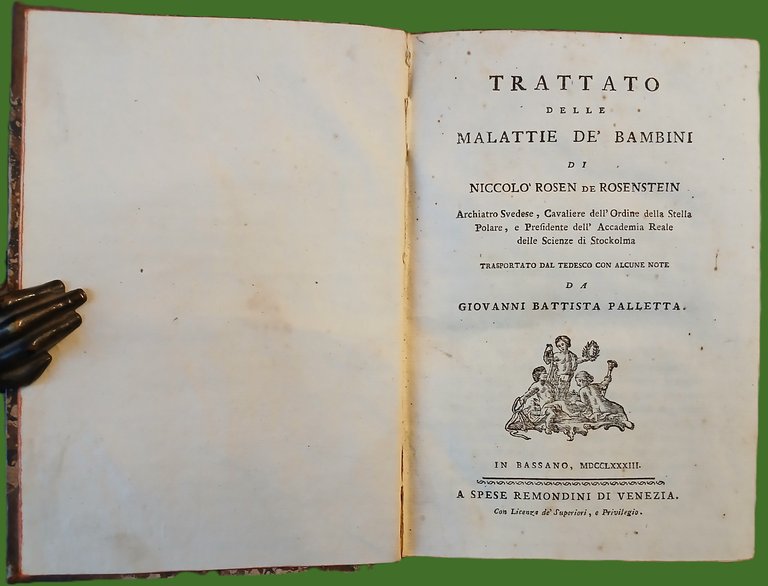 TRATTATO
DELLE
MALATTIE DE' BAMBINI
DI
NICCOLO' ROSEN DE ROSENSTEIN
Archiatro Svedese, Cavaliere dell'Ordine della Stella
Polare, e Presidente dell' Accademia Reale
delle Scienze di Stockolma
TRASPORTATO DAL TEDESCO CON ALCUNE NOTE
DA
GIOVANNI BATTISTA PALLETTA.
IN BASSANO, MDCCLXXXIII.
A SPESE REMONDINI DI VENEZIA.
Con Licenza de' Superiori, e Privilegio.